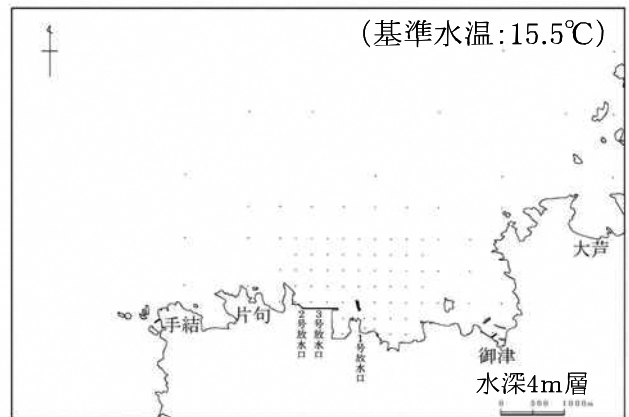 (基準水温:15.5℃)
大芦
手結
片句
2号放水口
3号放水口
1号放水口
御津
水深4m層
0 500 1000m